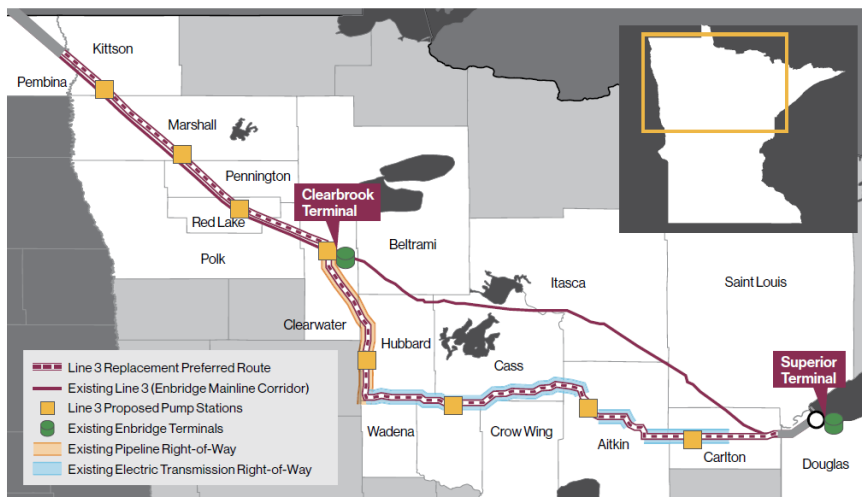 Kittson
Pembina
Marshall
Pennington
Clearbrook
Terminal
Red Lake
Beltrami
Polk
Itasca
Saint Louis
Clearwater
Hubbard
Cass
Superior
Terminal
Wadena
Crow Wing
Aitkin
Carlton
Douglas
Line 3 Replacement Preferred Route
Existing Line 3 (Enbridge Mainline Corridor)
Line 3 Proposed Pump Stations
Existing Enbridge Terminals
Existing Pipeline Right-of-Way
Existing Electric Transmission Right-of-Way